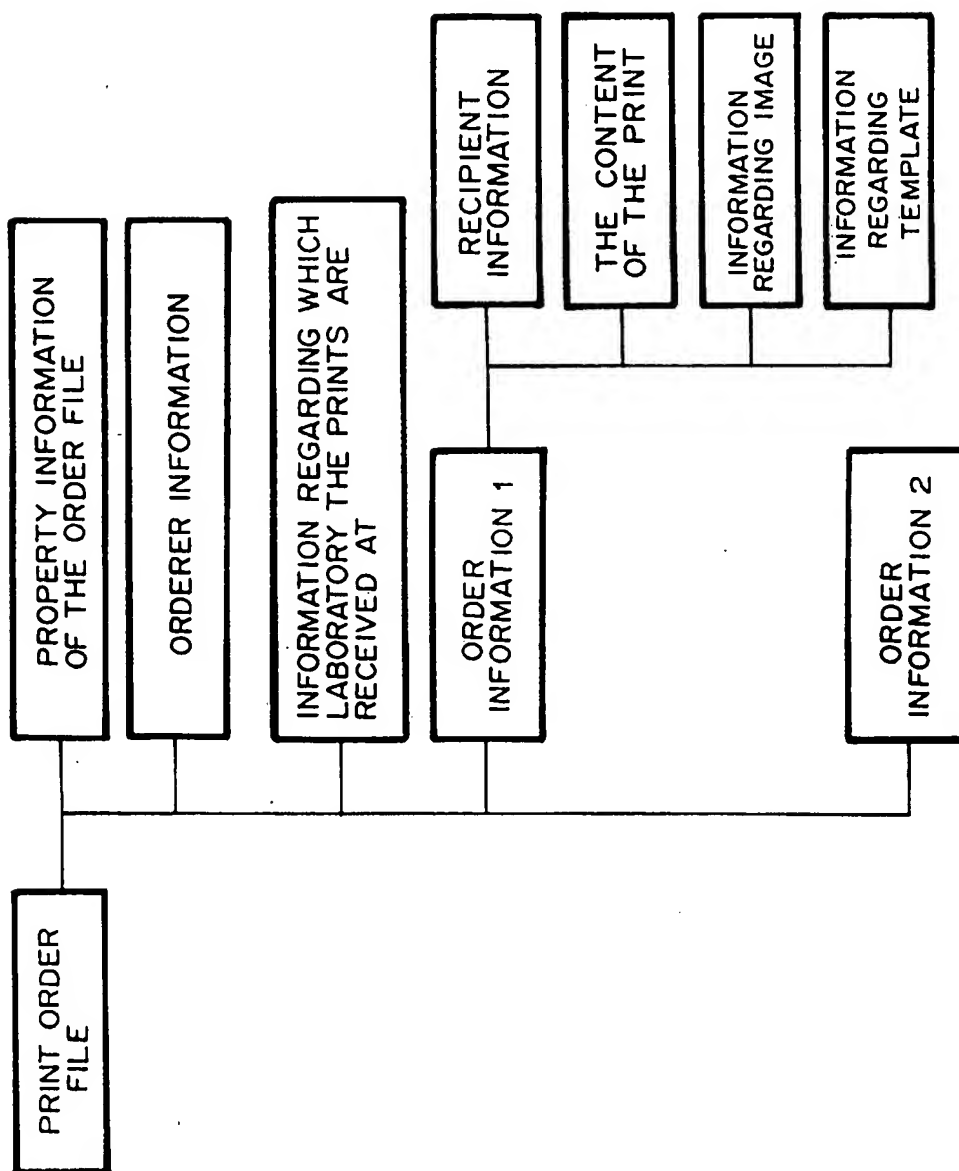 PRINT ORDER
FILE
PROPERTY INFORMATION
OF THE ORDER FILE
ORDERER INFORMATION
INFORMATION REGARDING WHICH
LABORATORY THE PRINTS ARE
RECEIVED AT
ORDER
INFORMATION 1
RECIPIENT
INFORMATION
THE CONTENT
OF THE PRINT
INFORMATION
REGARDING IMAGE
INFORMATION
REGARDING
TEMPLATE
ORDER
INFORMATION 2